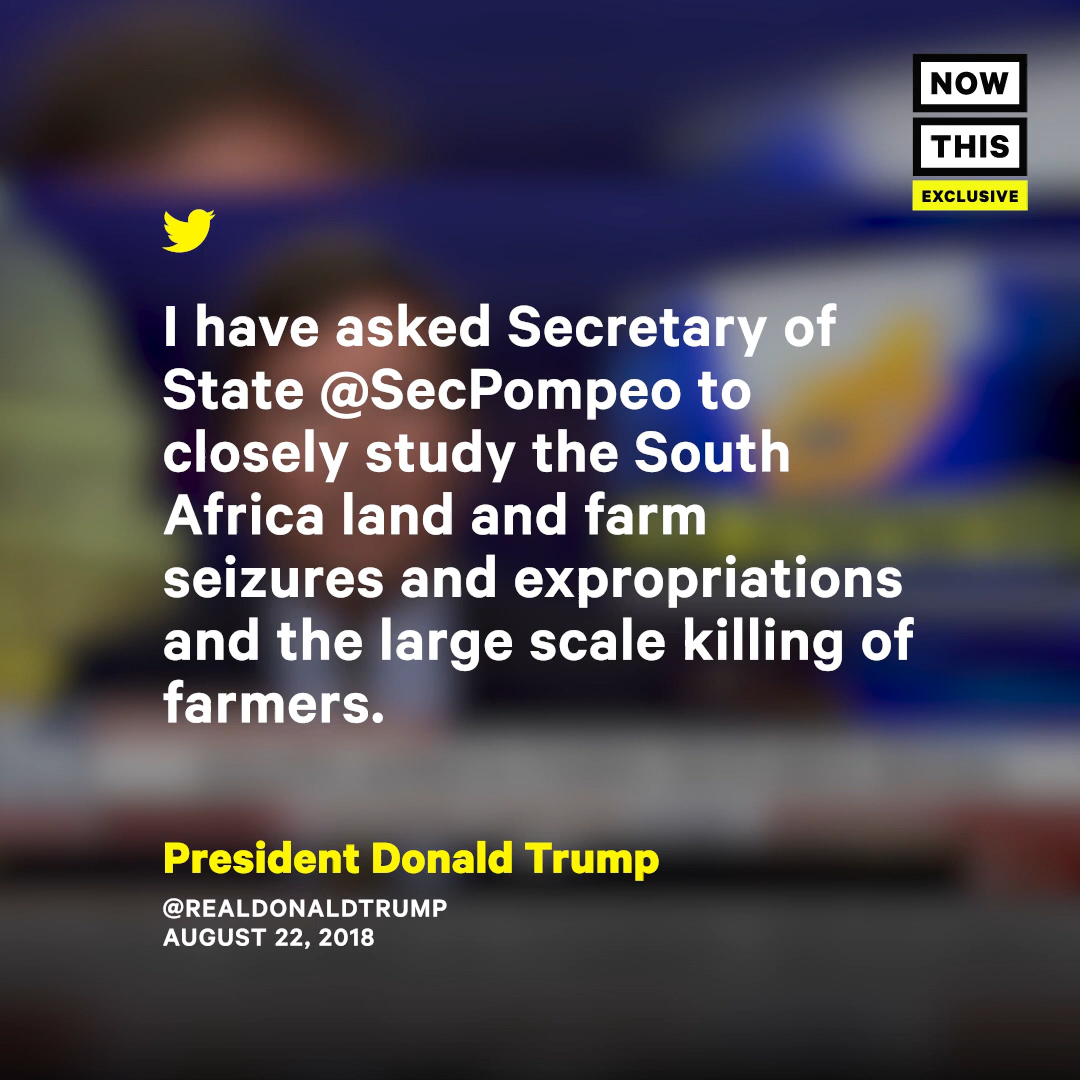 NOW
THIS
EXCLUSIVE
I have asked Secretary of
State @SecPompeo to
closely study the South
Africa land and farm
seizures and expropriations
and the large scale killing of
farmers.
President Donald Trump
@REALDONALDTRUMP
AUGUST 22, 2018